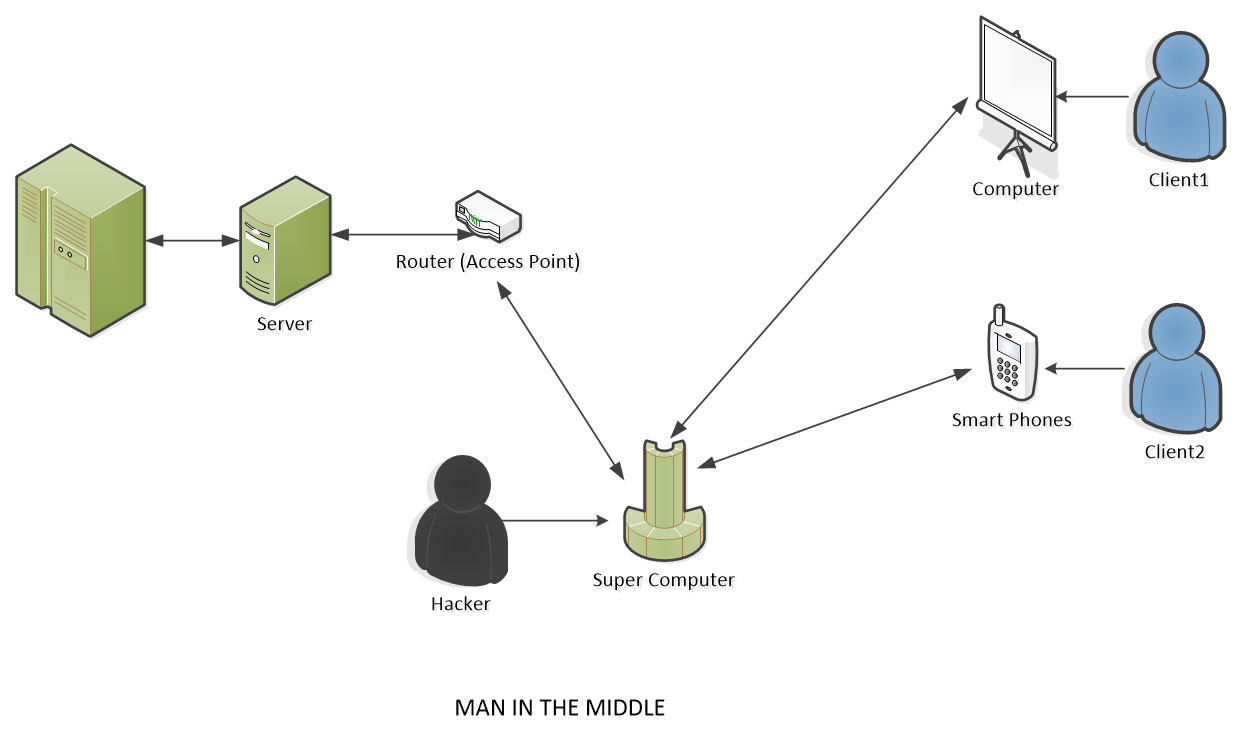 Computer
Client1
Router (Access Point)
Server
Smart Phones
Client2
Super Computer
Hacker
MAN IN THE MIDDLE